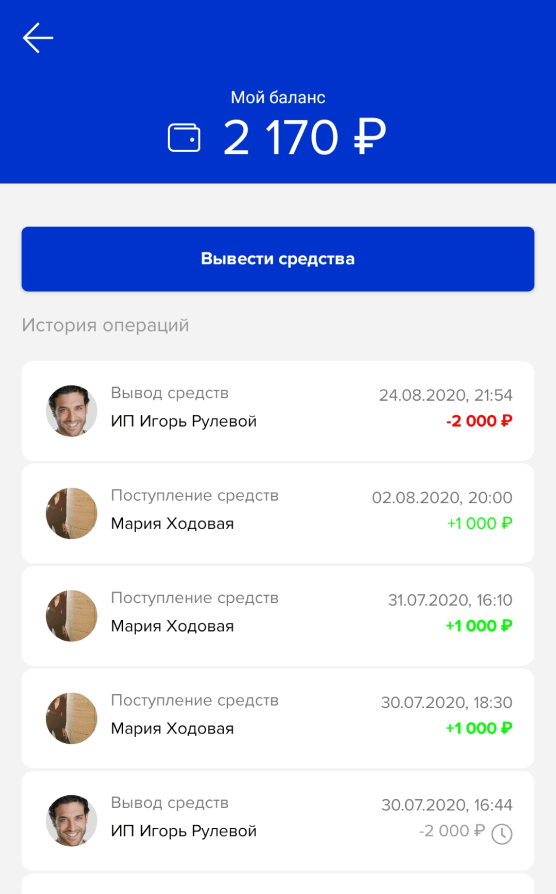 Мой баланс
2 170 ₽
Вывести средства
История операций
Вывод средств
24.08.2020, 21:54
ИП Игорь Рулевой
-2 000 ₽
Поступление средств
02.08.2020, 20:00
Мария Ходовая
+1 000 ₽
Поступление средств
31.07.2020, 16:10
Мария Ходовая
+1 000 ₽
Поступление средств
30.07.2020, 18:30
Мария Ходовая
+1 000 ₽
Вывод средств
30.07.2020, 16:44
ИП Игорь Рулевой
-2 000 ₽